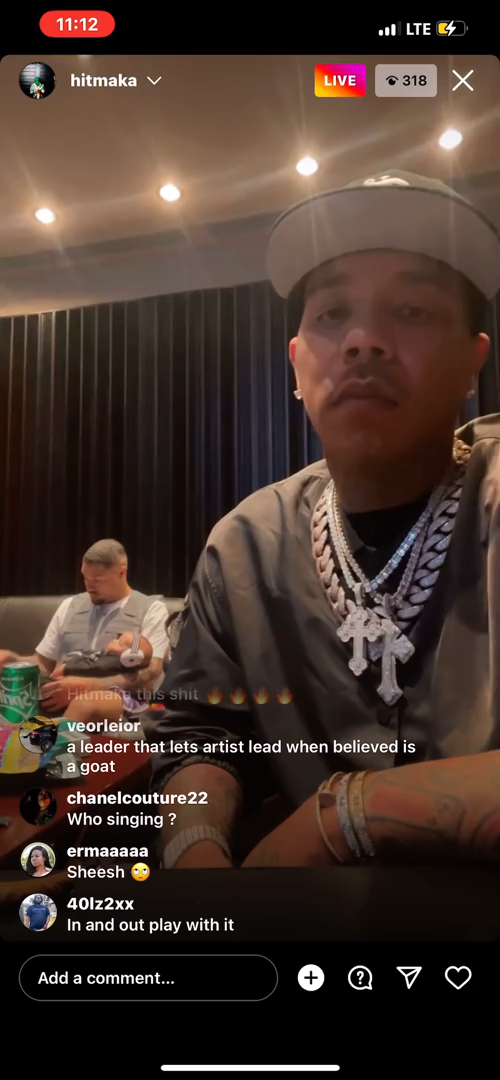 11:12
LTE
hitmaka
LIVE
318
Hitmaka this shit 🔥🔥🔥🔥
veorleior
a leader that lets artist lead when believed is
a goat
chanelcouture22
Who singing ?
ermaaaaa
Sheesh 🙄
40lz2xx
In and out play with it
Add a comment...